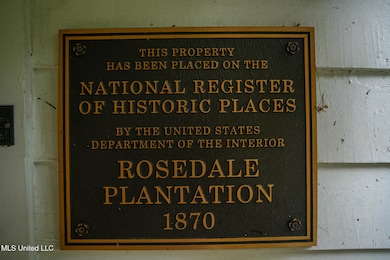 THIS PROPERTY
HAS BEEN PLACED ON THE
NATIONAL REGISTER
OF HISTORIC PLACES
BY THE UNITED STATES
DEPARTMENT OF THE INTERIOR
ROSEDALE
PLANTATION
1870
MLS United LLC